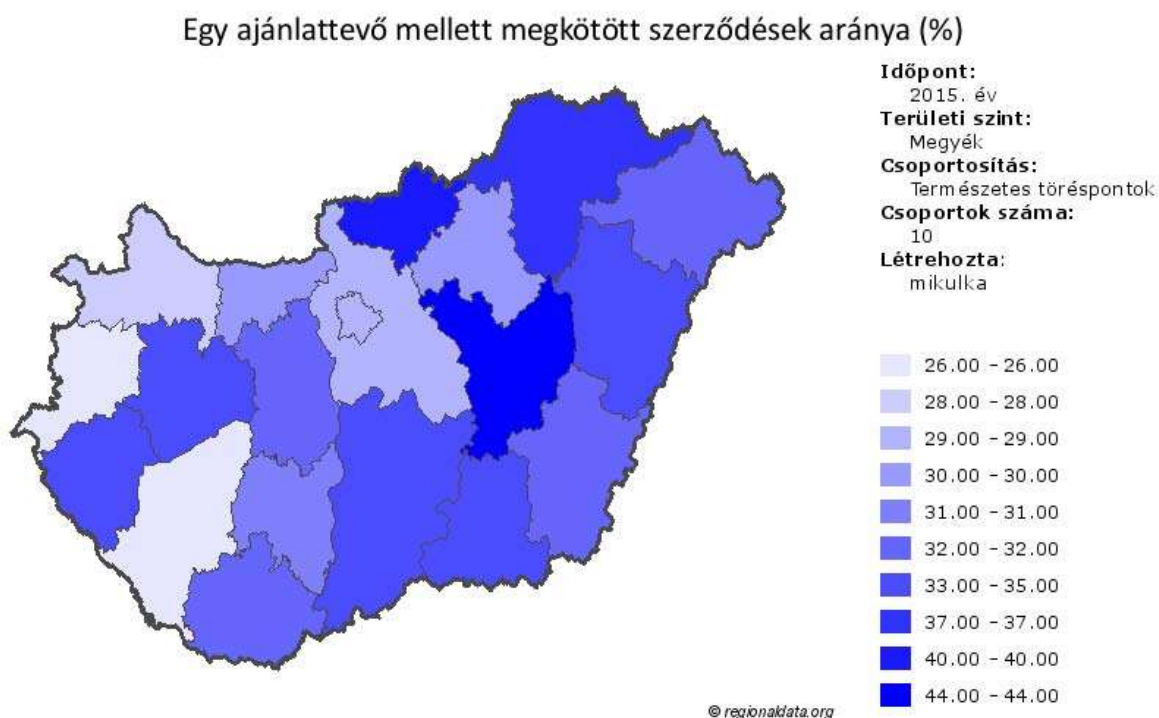 Egy ajánlattevő mellett megkötött szerződések aránya (%)
Időpont:
2015. év
Területi szint:
Megyék
Csoportosítás:
Természetes töréspontok
Csoportok száma:
10
Létrehozta:
mikulka
26.00 - 26.00
28.00 - 28.00
29.00 - 29.00
30.00 - 30.00
31.00 - 31.00
32.00 - 32.00
33.00 - 35.00
37.00 - 37.00
40.00 - 40.00
44.00 - 44.00
© regionaldata.org